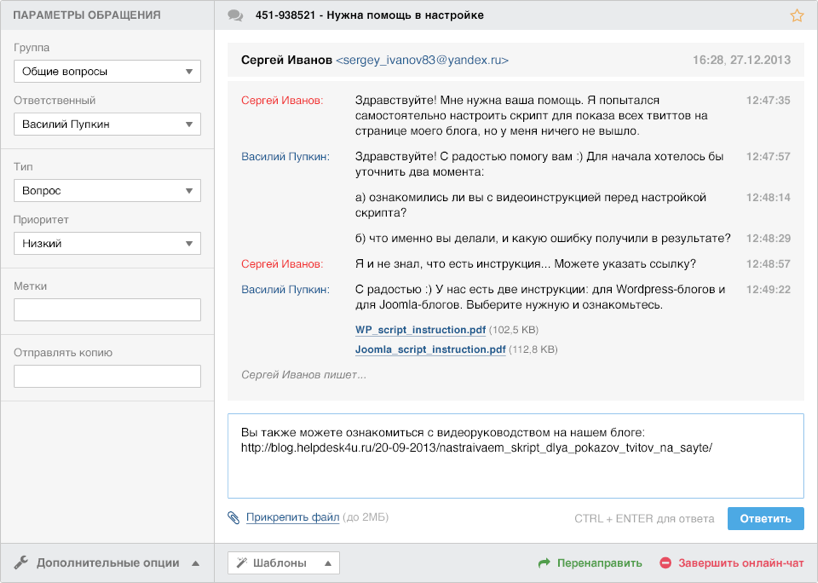 ПАРАМЕТРЫ ОБРАЩЕНИЯ
Группа
Общие вопросы
Ответственный
Василий Пупкин
Тип
Вопрос
Приоритет
Низкий
Метки
Отправлять копию
Дополнительные опции
451-938521 - Нужна помощь в настройке
Сергей Иванов <sergey_ivanov83@yandex.ru> 16:28, 27.12.2013
Сергей Иванов: Здравствуйте! Мне нужна ваша помощь. Я попытался 12:47:35
самостоятельно настроить скрипт для показа всех твиттов на
странице моего блога, но у меня ничего не вышло.
Василий Пупкин: Здравствуйте! С радостью помогу вам :) Для начала хотелось бы 12:47:57
уточнить два момента:
а) ознакомились ли вы с видеоинструкцией перед настройкой 12:48:14
скрипта?
б) что именно вы делали, и какую ошибку получили в результате? 12:48:29
Сергей Иванов: Я и не знал, что есть инструкция... Можете указать ссылку? 12:48:57
Василий Пупкин: С радостью :) У нас есть две инструкции: для Wordpress-блогов и 12:49:22
для Joomla-блогов. Выберите нужную и ознакомьтесь.
WP_script_instruction.pdf (102,5 KB)
Joomla_script_instruction.pdf (112,8 KB)
Сергей Иванов пишет...
Вы также можете ознакомиться с видеоруководством на нашем блоге:
http://blog.helpdesk4u.ru/20-09-2013/nastraivaem_skript_dlya_pokazov_tvitov_na_sayte/
Прикрепить файл (до 2МБ) CTRL + ENTER для ответа Ответить
Шаблоны Перенаправить Завершить онлайн-чат